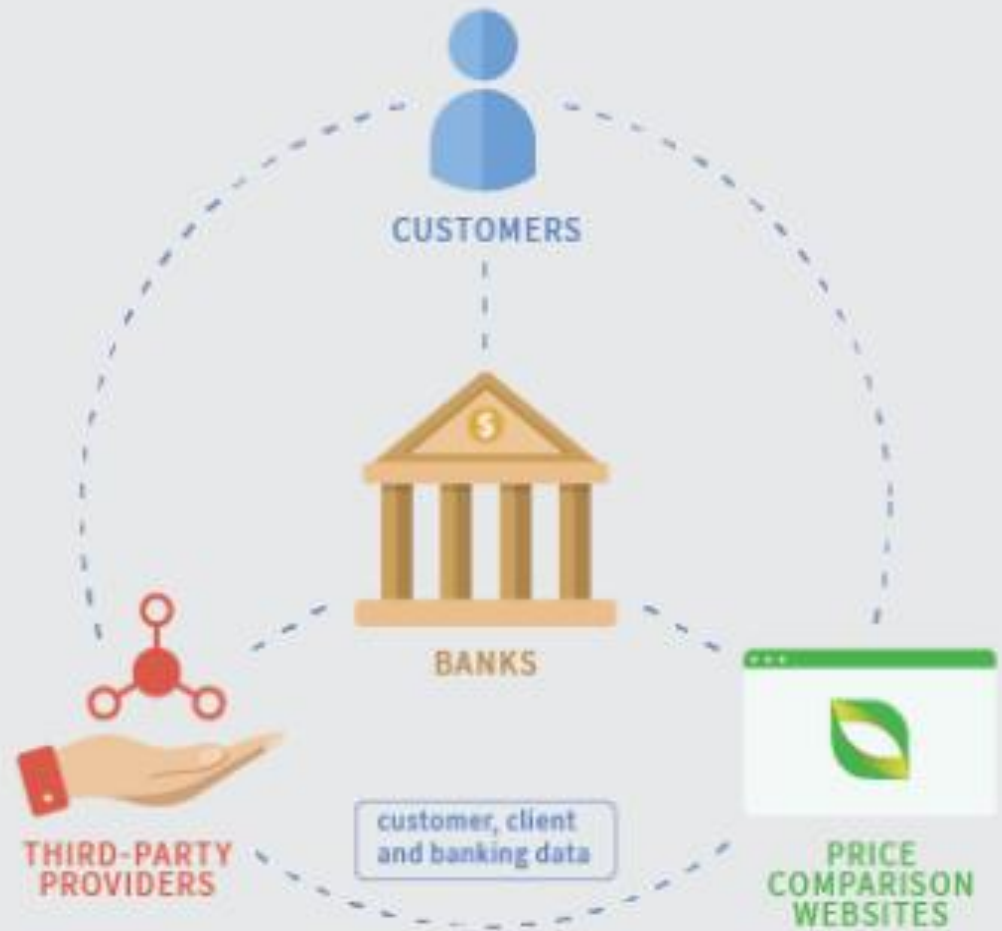 CUSTOMERS
$
BANKS
customer, client
and banking data
THIRD-PARTY
PROVIDERS
PRICE
COMPARISON
WEBSITES